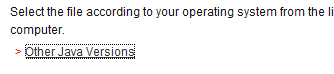 Select the file according to your operating system from the li
computer.
> Other Java Versions